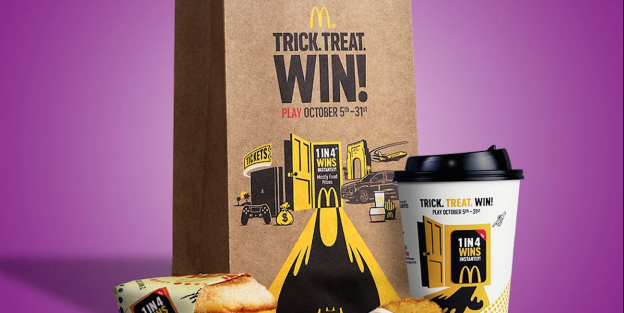 TRICK.TREAT.
WIN!
PLAY OCTOBER 5th-31st
TICKETS
1 IN 4
WINS
INSTANTLY!
Mostly Food
Prizes
$
TRICK. TREAT. WIN!
PLAY OCTOBER 5th-31st
1 IN 4
WINS
INSTANTLY!
1 IN 4
WINS